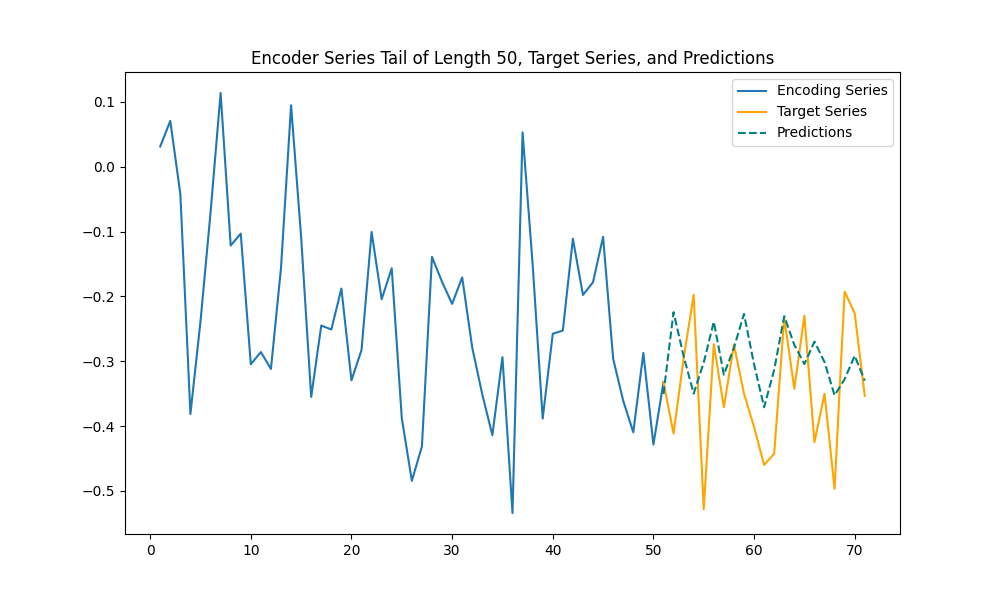 Encoder Series Tail of Length 50, Target Series, and Predictions
Encoding Series
Target Series
Predictions
0.1
0.0
−0.1
−0.2
−0.3
−0.4
−0.5
0 10 20 30 40 50 60 70